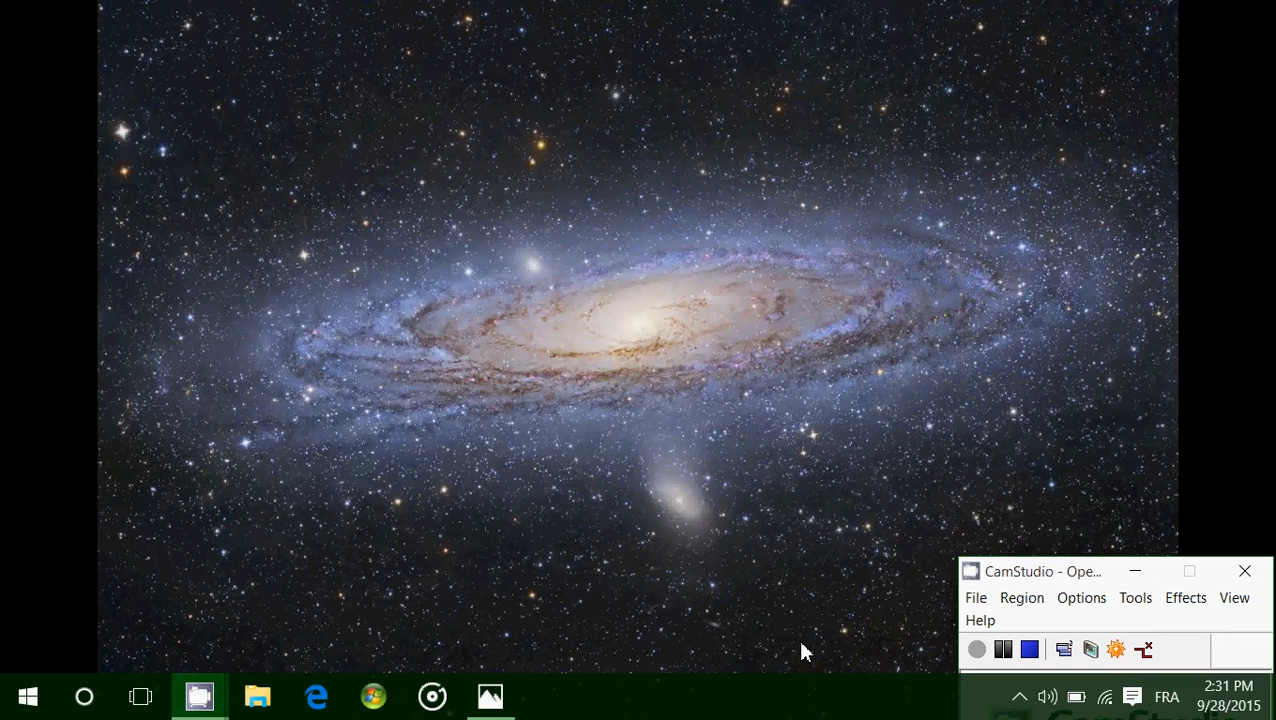 CamStudio - Ope...
File Region Options Tools Effects View
Help
FRA
2:31 PM
9/28/2015